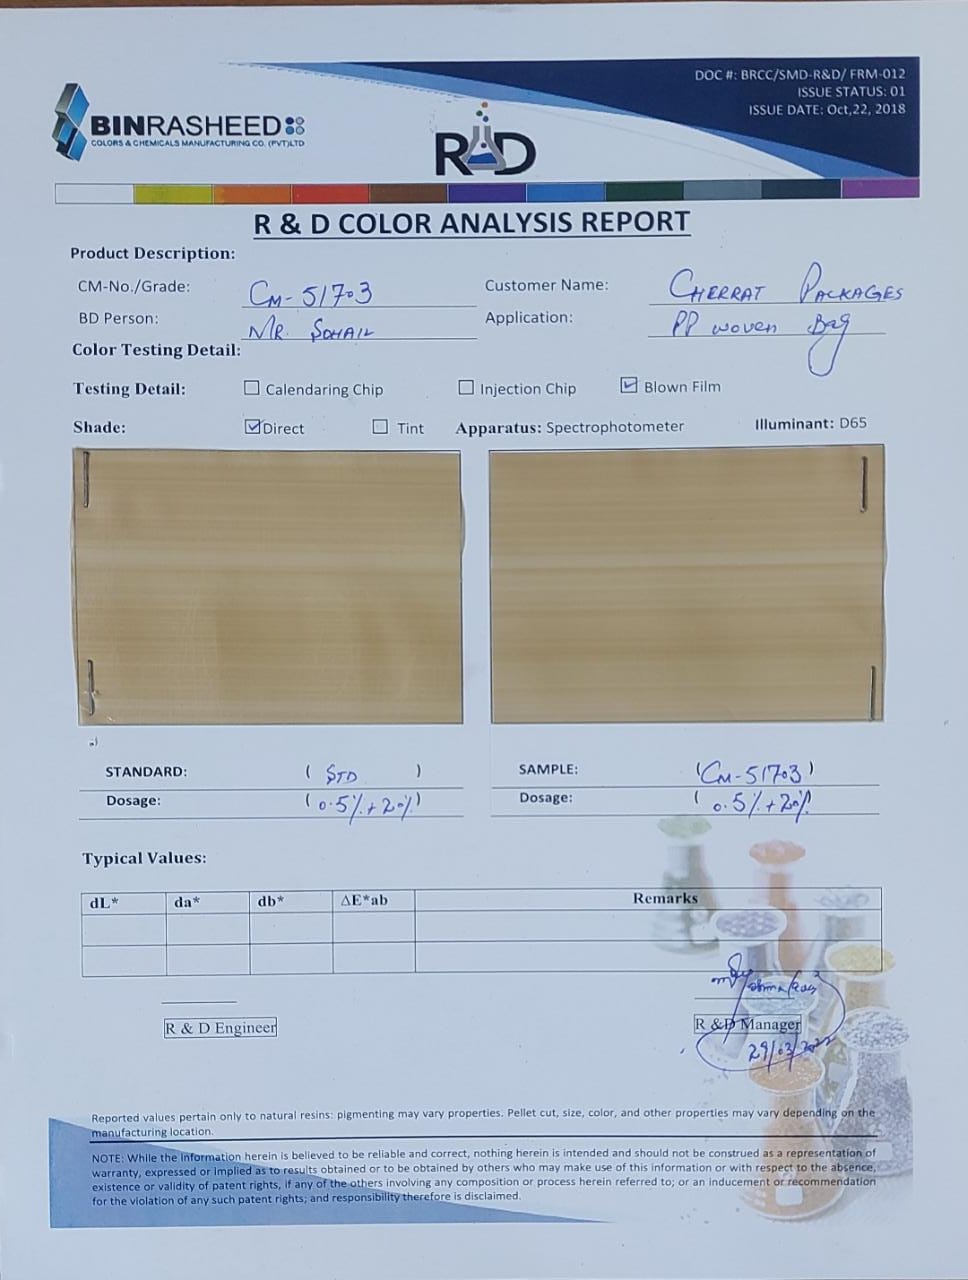 DOC #: BRCC/SMD-R&D/ FRM-012
ISSUE STATUS: 01
ISSUE DATE: Oct,22, 2018
BINRASHEED
COLORS & CHEMICALS MANUFACTURING CO. (PVT)LTD
R&D
R & D COLOR ANALYSIS REPORT
Product Description:
CM-No./Grade: CM-51703 Customer Name: CHERRAT PACKAGES
BD Person: MR. SOHAIL Application: PP woven Bag
Color Testing Detail:
Testing Detail: Calendaring Chip Injection Chip Blown Film
Shade: Direct Tint Apparatus: Spectrophotometer Illuminant: D65
STANDARD: ( STD ) SAMPLE: (CM-51703)
Dosage: (0.5%+20%) Dosage: (0.5%+20%)
Typical Values:
dL* da* db* ΔE*ab Remarks
R & D Engineer R & D Manager
29/03/2022
Reported values pertain only to natural resins: pigmenting may vary properties. Pellet cut, size, color, and other properties may vary depending on the
manufacturing location.
NOTE: While the information herein is believed to be reliable and correct, nothing herein is intended and should not be construed as a representation of
warranty, expressed or implied as to results obtained or to be obtained by others who may make use of this information or with respect to the absence,
existence or validity of patent rights, if any of the others involving any composition or process herein referred to; or an inducement or recommendation
for the violation of any such patent rights; and responsibility therefore is disclaimed.